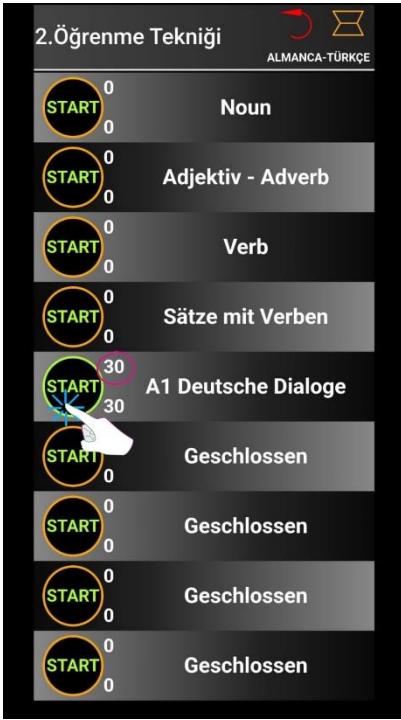 2.Öğrenme Tekniği
ALMANCA-TÜRKÇE
START 0 0 Noun
START 0 0 Adjektiv - Adverb
START 0 0 Verb
START 0 0 Sätze mit Verben
START 30 30 A1 Deutsche Dialoge
START 0 Geschlossen
START 0 0 Geschlossen
START 0 0 Geschlossen
START 0 0 Geschlossen